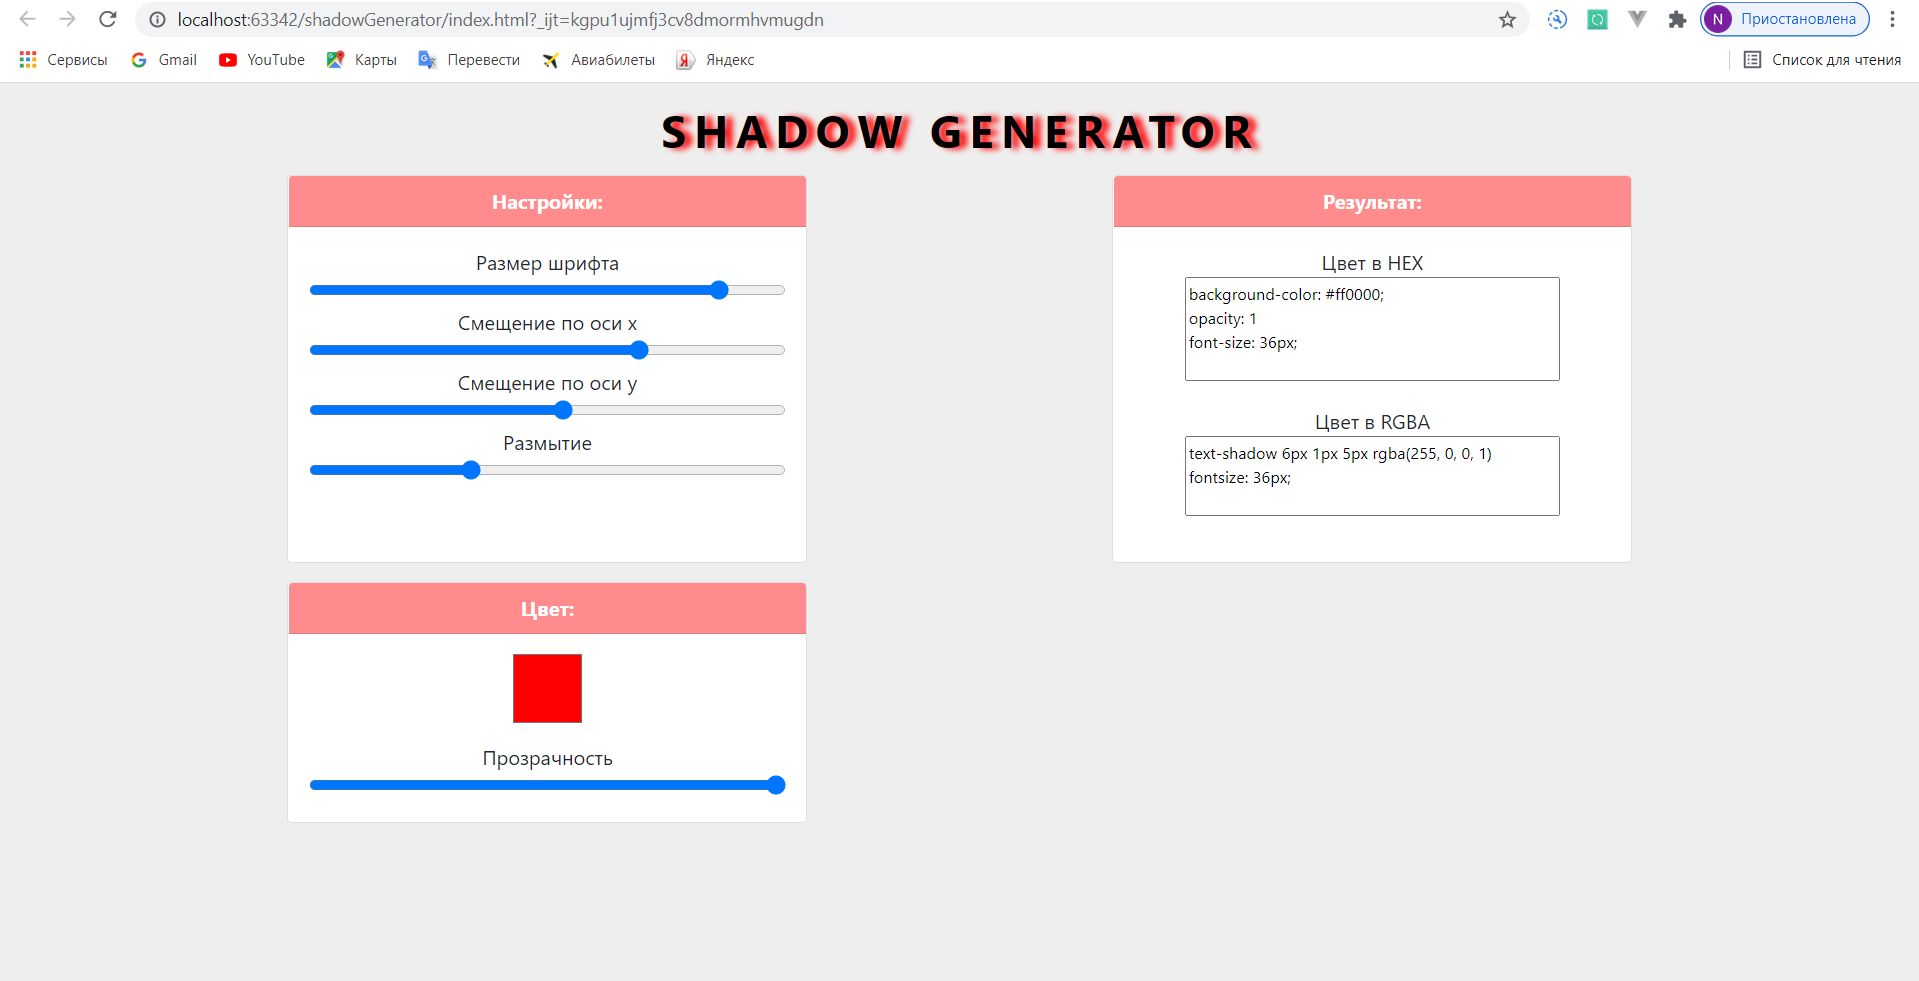 localhost:63342/shadowGenerator/index.html?_ijt=kgpu1ujmfj3cv8dmormhvmugdn
N Приостановлена
Сервисы Gmail YouTube Карты Перевести Авиабилеты Яндекс Список для чтения
SHADOW GENERATOR
Настройки:
Размер шрифта
Смещение по оси x
Смещение по оси y
Размытие
Результат:
Цвет в HEX
background-color: #ff0000;
opacity: 1
font-size: 36px;
Цвет в RGBA
text-shadow 6px 1px 5px rgba(255, 0, 0, 1)
fontsize: 36px;
Цвет:
Прозрачность